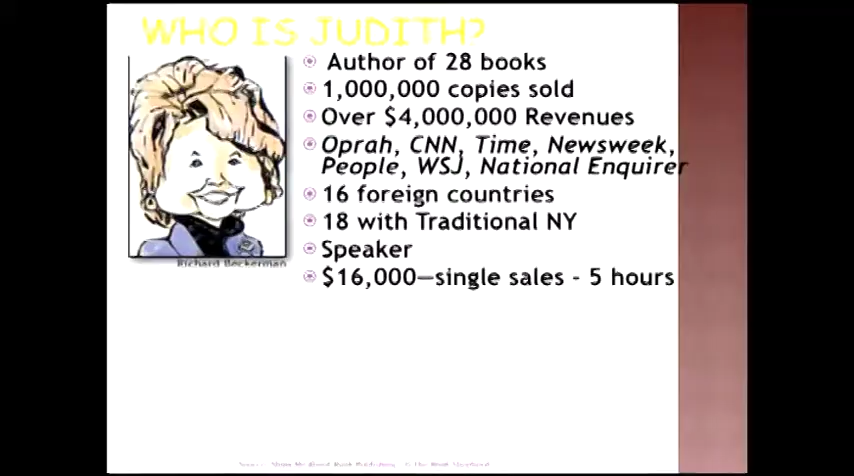 WHO IS JUDITH?
Author of 28 books
1,000,000 copies sold
Over $4,000,000 Revenues
Oprah, CNN, Time, Newsweek,
People, WSJ, National Enquirer
16 foreign countries
18 with Traditional NY
Speaker
$16,000—single sales - 5 hours
Richard Beckerman